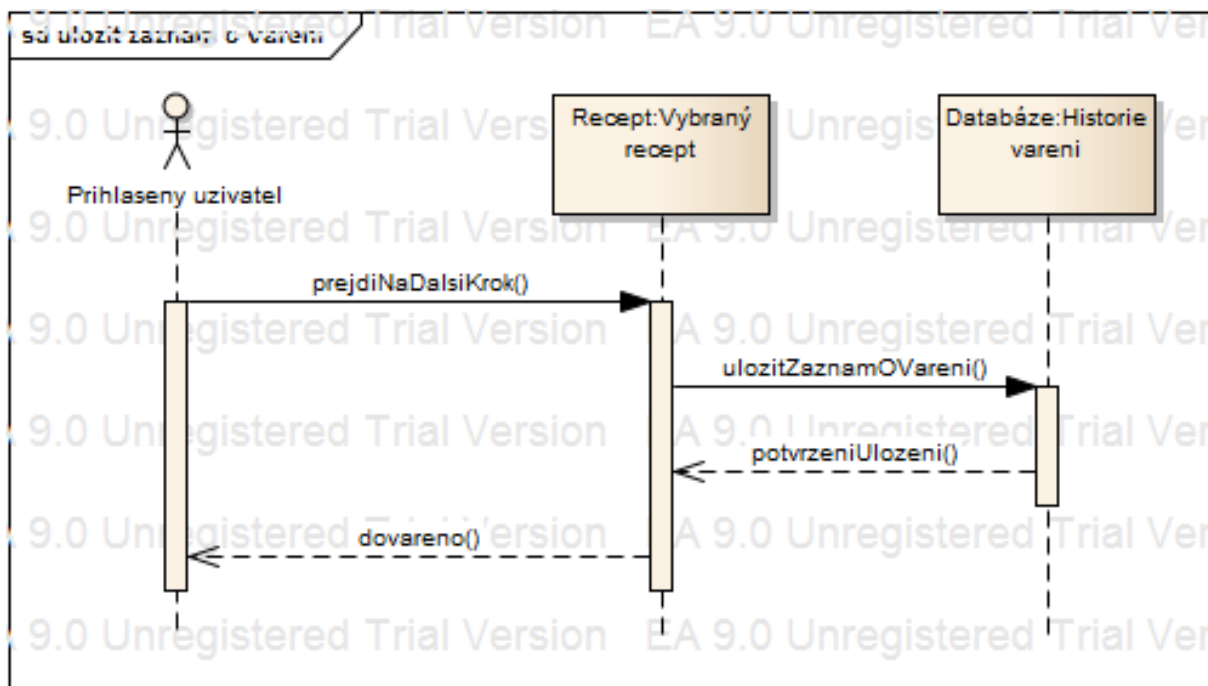 sd ulozit zaznam o vareni
Prihlaseny uzivatel
Recept:Vybraný
recept
Databáze:Historie
vareni
prejdiNaDalsiKrok()
ulozitZaznamOVareni()
potvrzeniUlozeni()
dovareno()
EA 9.0 Unregistered Trial Version